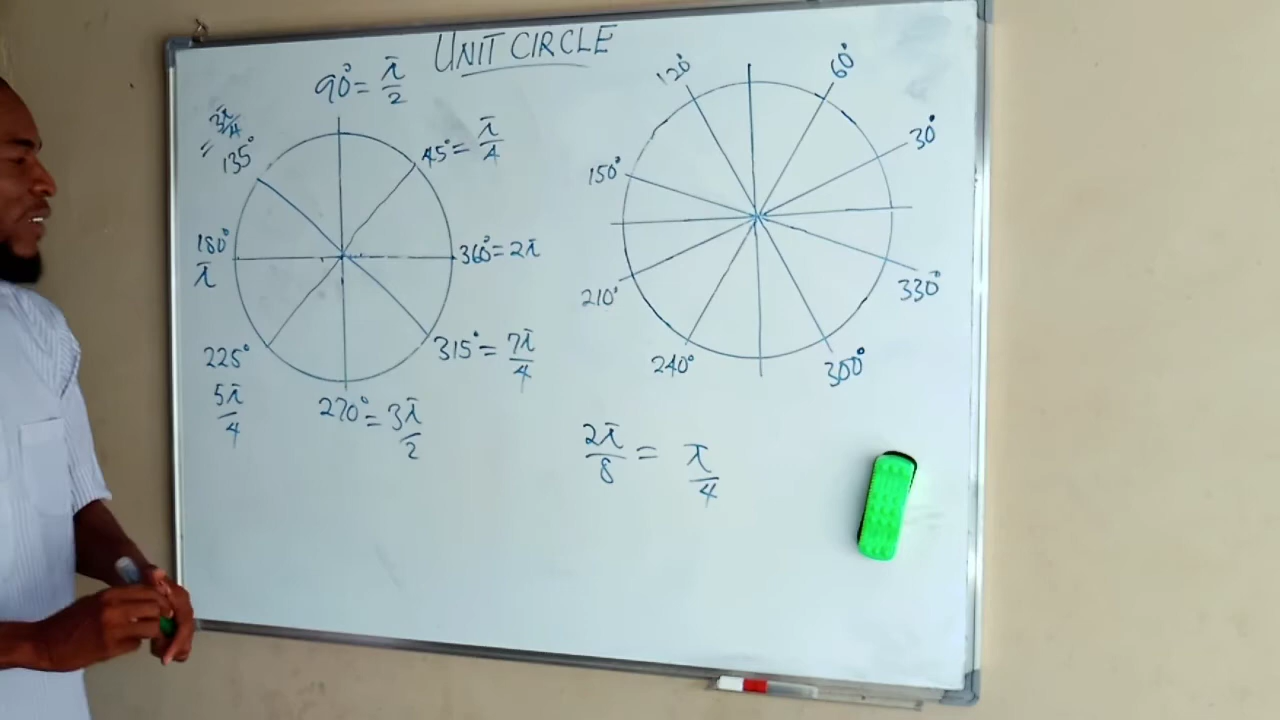 UNIT CIRCLE
90° = π/2
= 3π/4
135°
45° = π/4
180°
π
360° = 2π
225°
5π/4
315° = 7π/4
270° = 3π/2
120°
60°
30°
150°
210°
330°
240°
300°
2π/8 = π/4